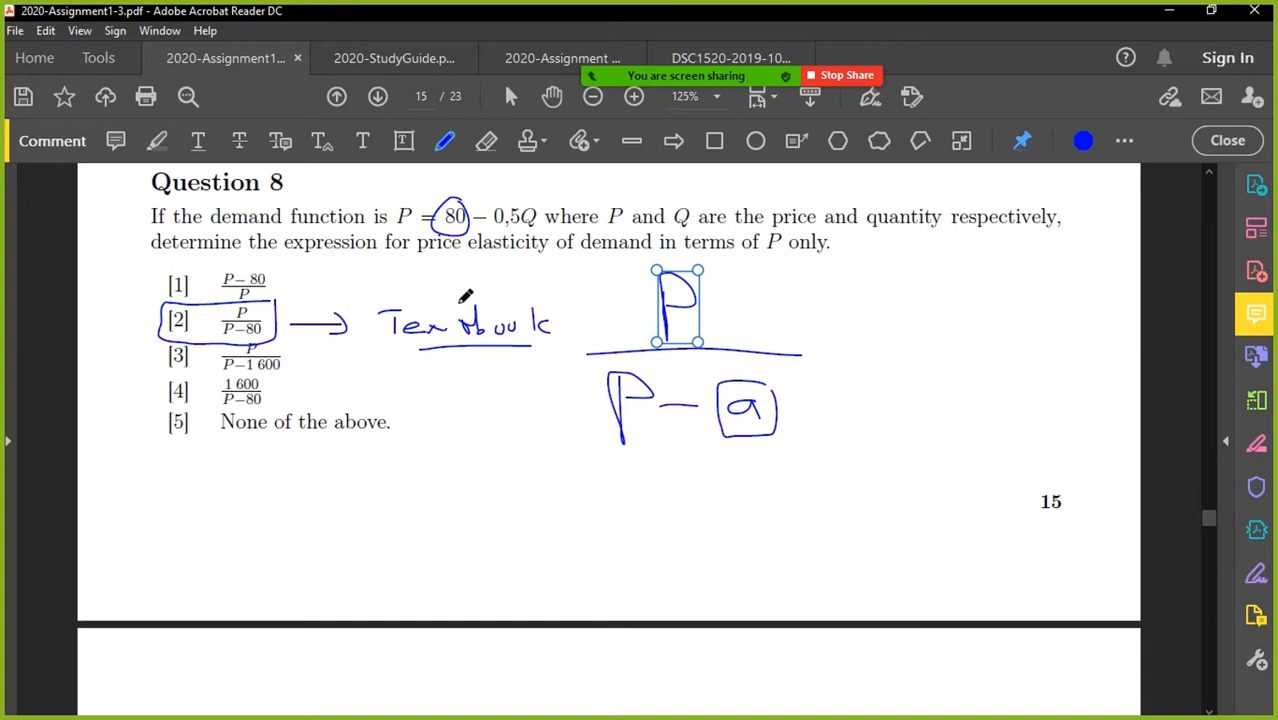 2020-Assignment1-3.pdf - Adobe Acrobat Reader DC
File Edit View Sign Window Help
Home Tools 2020-Assignment1... × 2020-StudyGuide.p... 2020-Assignment ... DSC1520-2019-10... Sign In
You are screen sharing Stop Share
15 / 23 125%
Comment Close
Question 8
If the demand function is P = 80 − 0,5Q where P and Q are the price and quantity respectively,
determine the expression for price elasticity of demand in terms of P only.
[1] P − 80 / P
[2] P / P−80 → Textbook
[3] P / P−1 600
[4] 1 600 / P−80
[5] None of the above.
P
P − a
15